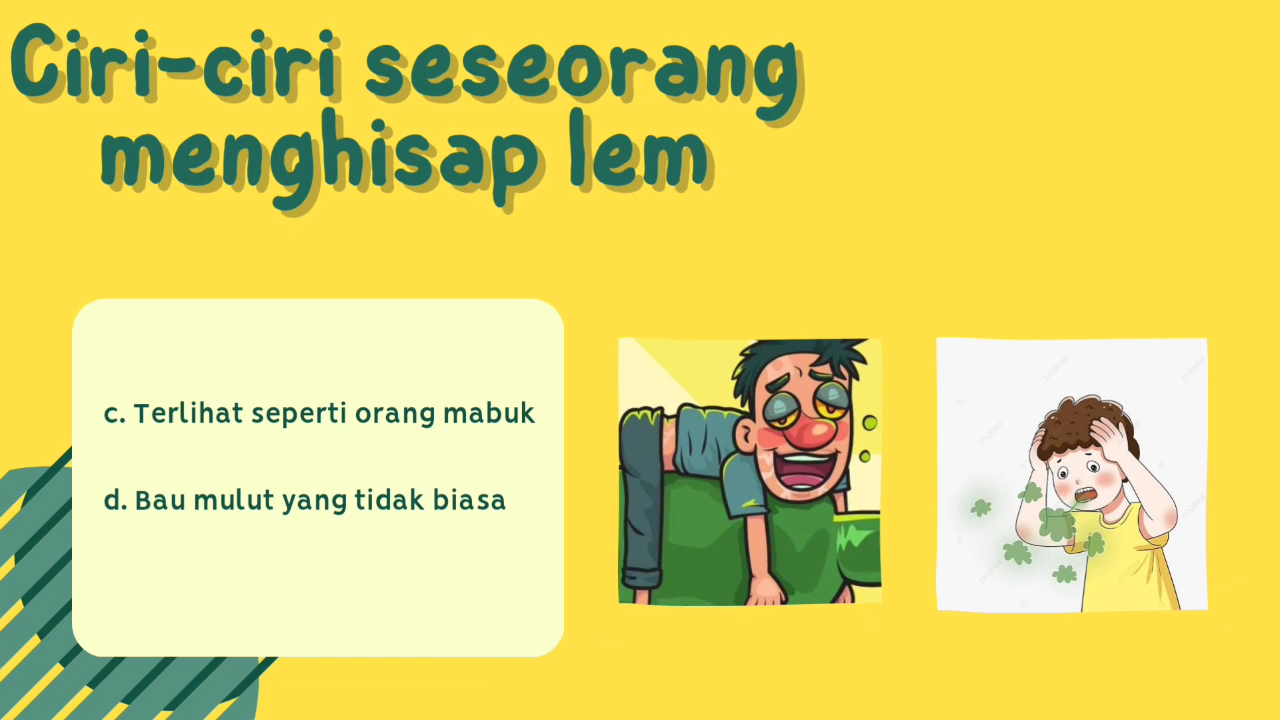 Ciri-ciri seseorang
menghisap lem
c. Terlihat seperti orang mabuk
d. Bau mulut yang tidak biasa